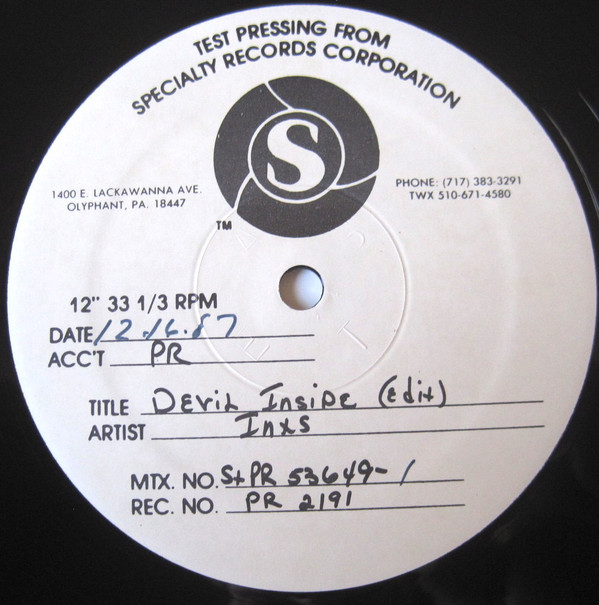 TEST PRESSING FROM
SPECIALTY RECORDS CORPORATION
S
1400 E. LACKAWANNA AVE.
OLYPHANT, PA. 18447
PHONE: (717) 383-3291
TWX 510-671-4580
TM
12" 33 1/3 RPM
DATE 12.16.87
ACC'T PR
TITLE Devil Inside (Edit)
ARTIST Inxs
MTX. NO. St PR 53649-1
REC. NO. PR 2191